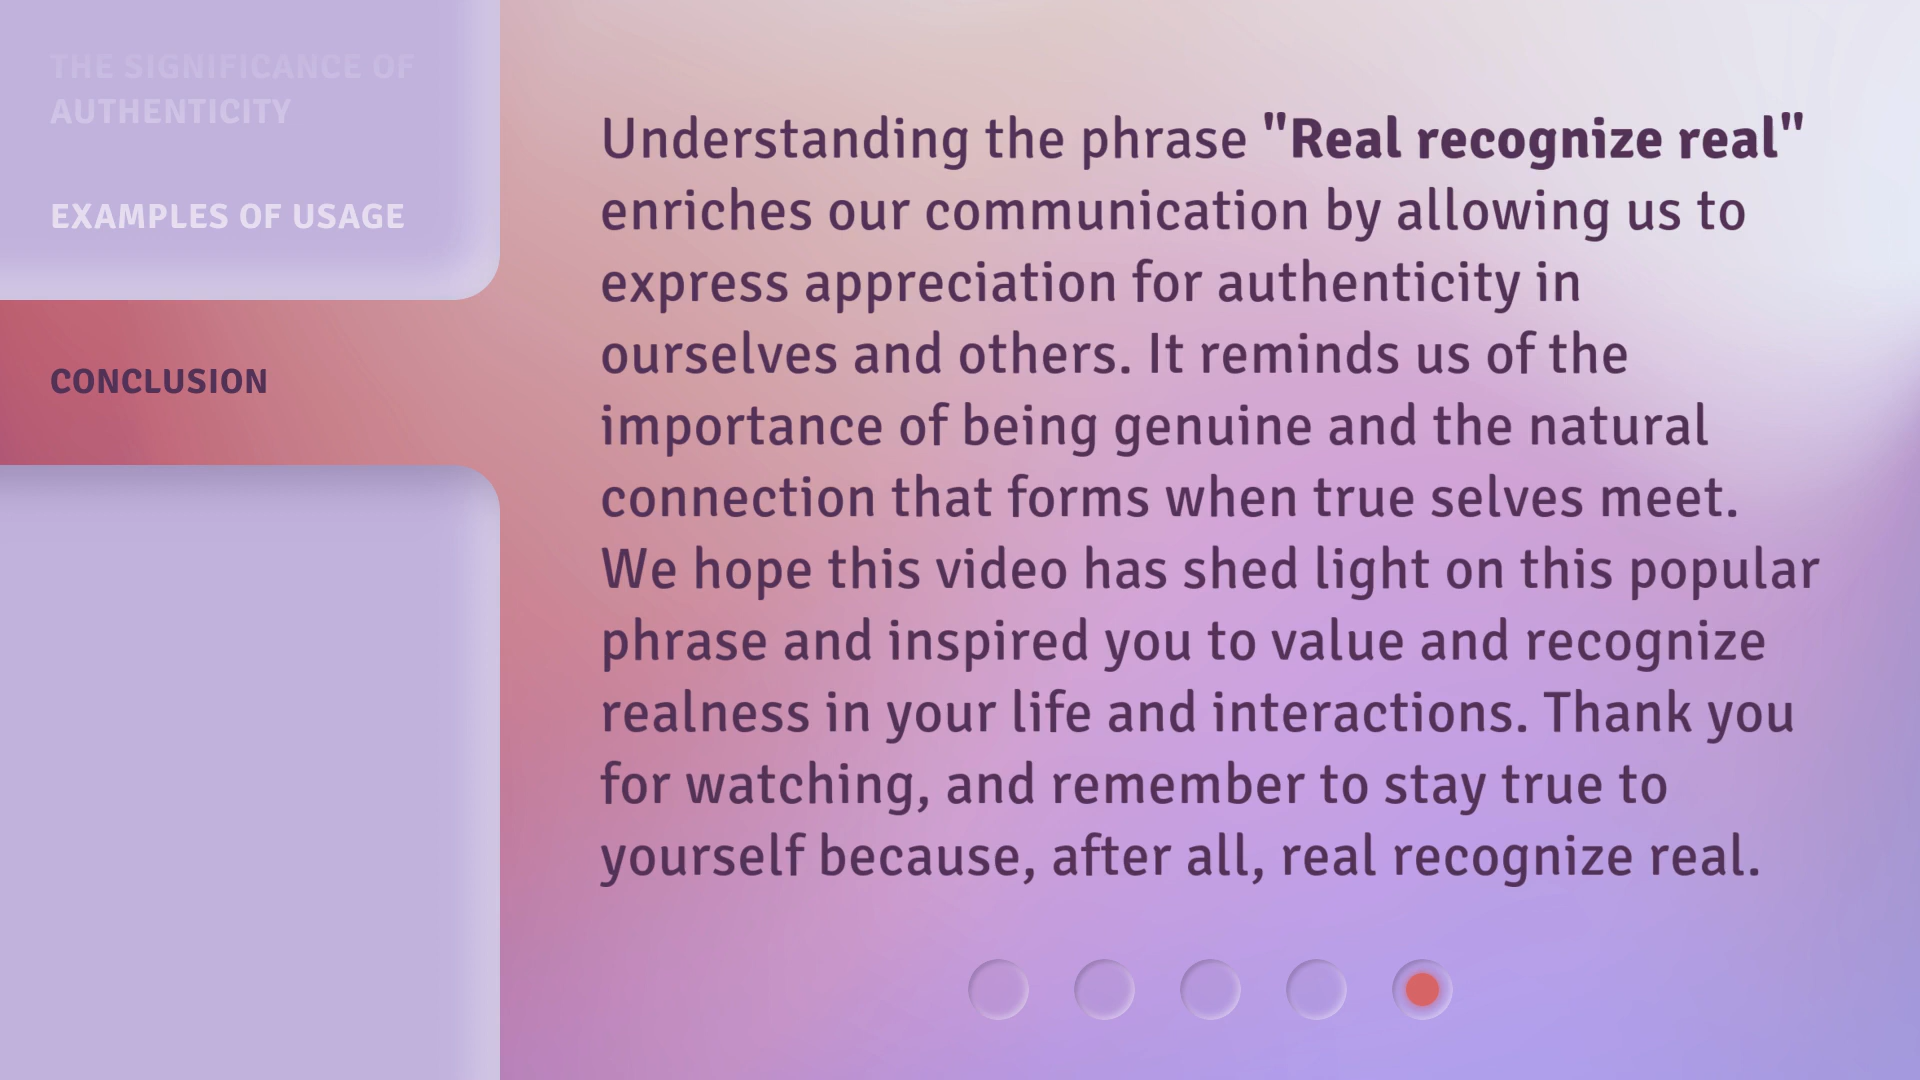 THE SIGNIFICANCE OF
AUTHENTICITY
EXAMPLES OF USAGE
CONCLUSION
Understanding the phrase "Real recognize real"
enriches our communication by allowing us to
express appreciation for authenticity in
ourselves and others. It reminds us of the
importance of being genuine and the natural
connection that forms when true selves meet.
We hope this video has shed light on this popular
phrase and inspired you to value and recognize
realness in your life and interactions. Thank you
for watching, and remember to stay true to
yourself because, after all, real recognize real.